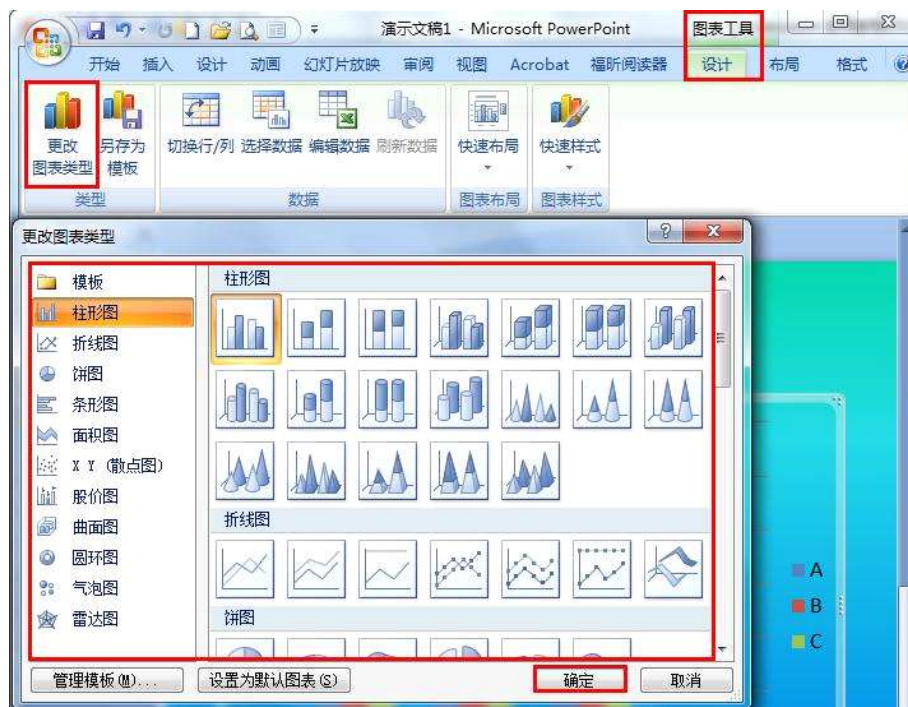 演示文稿1 - Microsoft PowerPoint
图表工具
开始 插入 设计 动画 幻灯片放映 审阅 视图 Acrobat 福昕阅读器 设计 布局 格式
更改
图表类型
另存为
模板
切换行/列 选择数据 编辑数据 刷新数据
快速布局 快速样式
类型 数据 图表布局 图表样式
更改图表类型
模板
柱形图
折线图
饼图
条形图
面积图
X Y (散点图)
股价图
曲面图
圆环图
气泡图
雷达图
柱形图
折线图
饼图
A
B
C
管理模板(M)... 设置为默认图表(S) 确定 取消